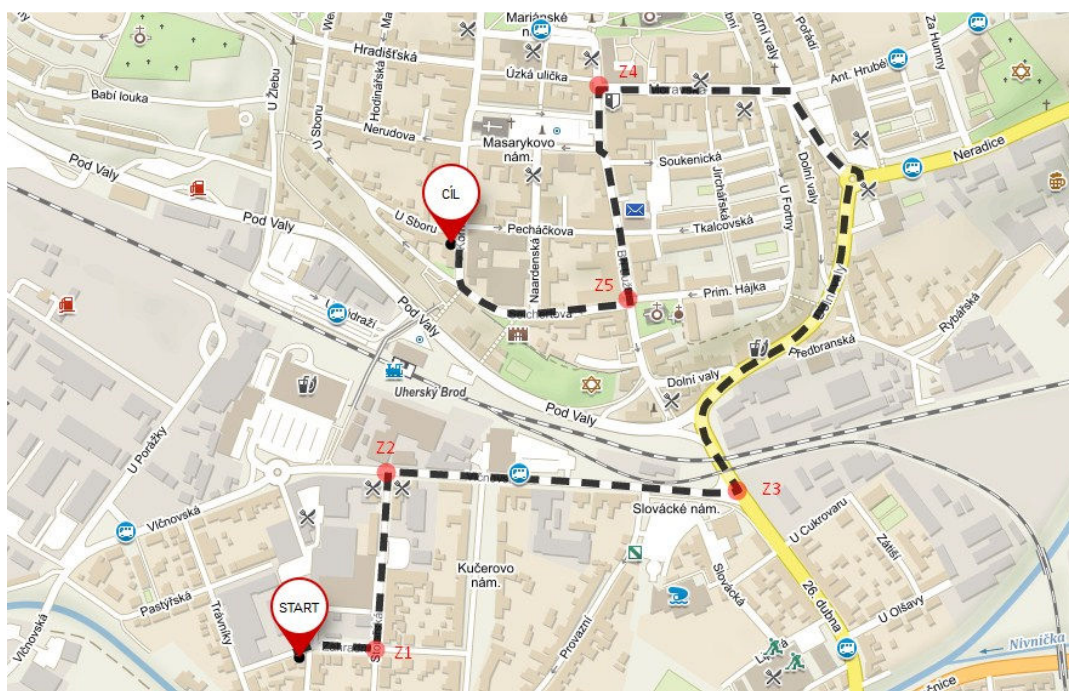 Mariánské
n
Hradišťská
Úzká ulička
Z4
Pořádí
Za Humny
Ant. Hrubé
Babí louka
U Žlebu
Hodinářská
U Sboru
Nerudova
Masarykovo
nám.
Soukenická
Jirchářská
Dolní valy
U Fortny
Neradice
Pod Valy
CÍL
U Sboru
Pecháčkova
Tkalcovská
Pod Valy
Naardenská
Z5
Prim. Hájka
Rybářská
Předbranská
Pod Valy
Dolní valy
Uherský Brod
Pod Valy
U Porážky
Z2
Z3
Vlčnovská
Slovácké nám.
U Cukrovaru
Zátiší
Kučerovo
nám.
Slovácká
26. dubna
U Olšavy
Pastýřská
Trávníky
START
Z1
Provazní
Vlčnovská
Nivnička